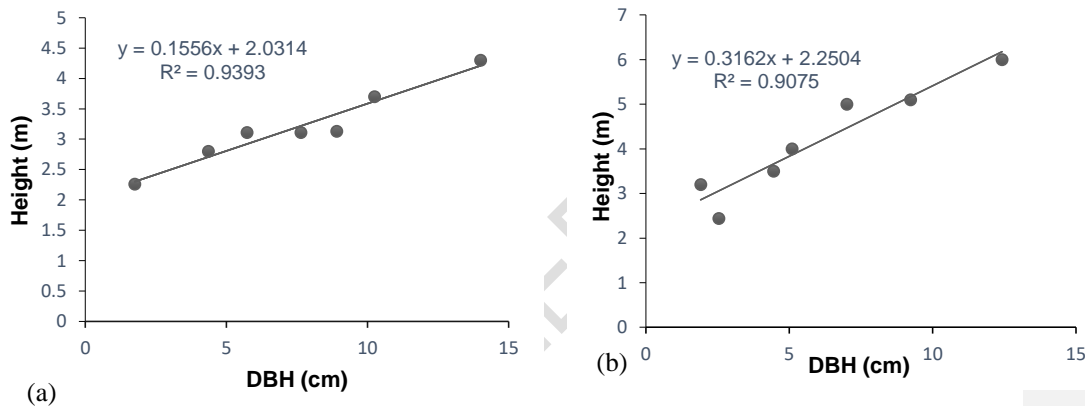 5
4.5
4
3.5
3
2.5
2
1.5
1
0.5
0
y = 0.1556x + 2.0314
R² = 0.9393
Height (m)
0 5 10 15
DBH (cm)
(a)
7
6
5
4
3
2
1
0
y = 0.3162x + 2.2504
R² = 0.9075
Height (m)
0 5 10 15
DBH (cm)
(b)